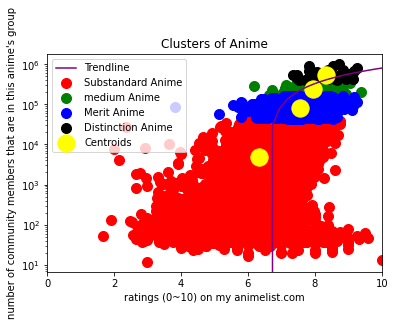 Clusters of Anime
number of community members that are in this anime's group
Trendline
Substandard Anime
medium Anime
Merit Anime
Distinction Anime
Centroids
10⁶
10⁵
10⁴
10³
10²
10¹
0
2
4
6
8
10
ratings (0~10) on my animelist.com